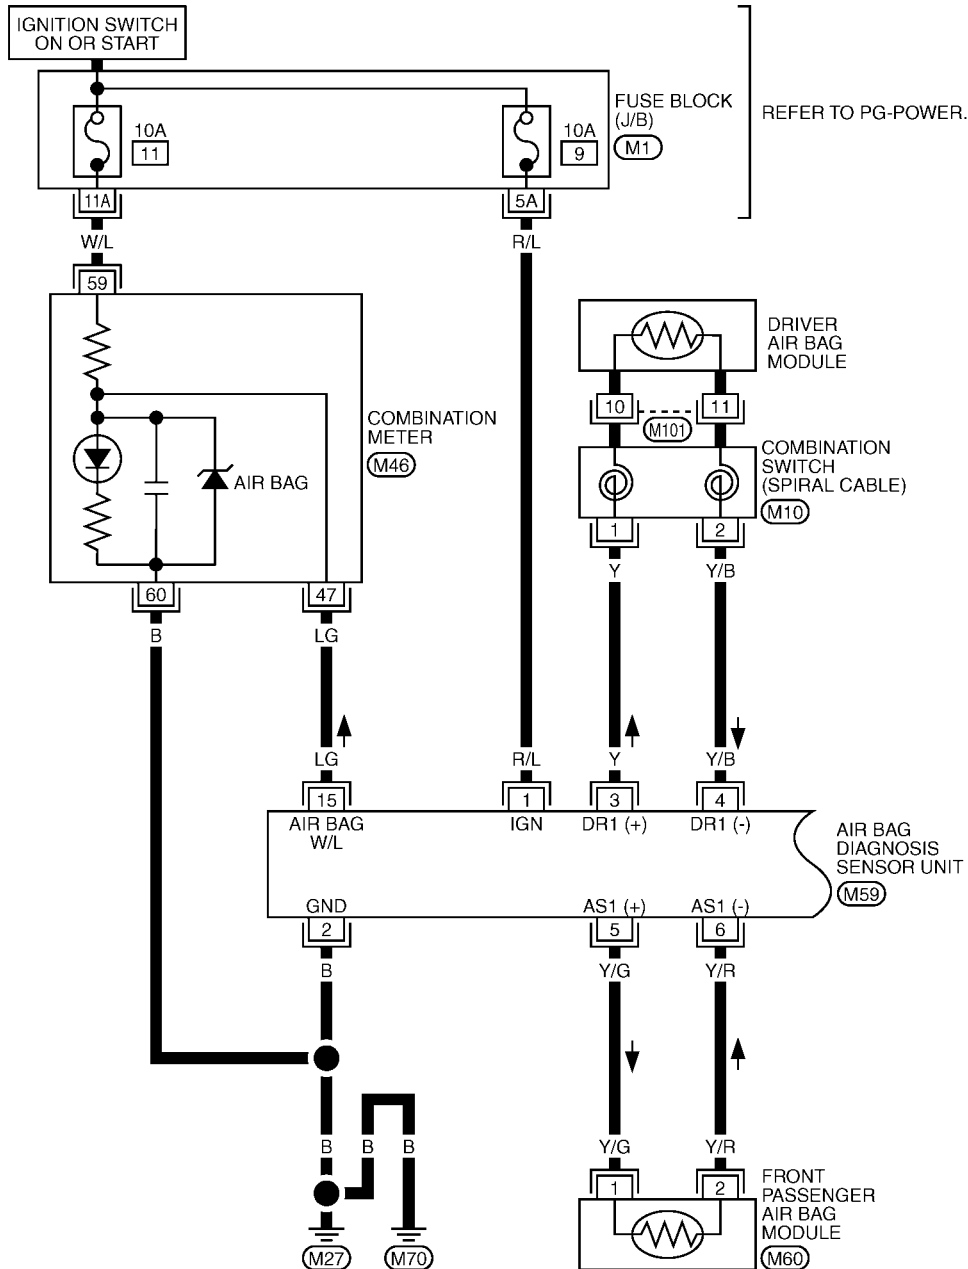 IGNITION SWITCH
ON OR START
FUSE BLOCK
(J/B)
M1
REFER TO PG-POWER.
10A
11
10A
9
11A
5A
W/L
R/L
59
DRIVER
AIR BAG
MODULE
10
11
M101
COMBINATION
METER
M46
AIR BAG
COMBINATION
SWITCH
(SPIRAL CABLE)
M10
1
2
60
47
B
LG
Y
Y/B
LG
R/L
Y
Y/B
15
1
3
4
AIR BAG
W/L
IGN
DR1 (+)
DR1 (-)
AIR BAG
DIAGNOSIS
SENSOR UNIT
M59
GND
AS1 (+)
AS1 (-)
2
5
6
B
Y/G
Y/R
B
B
B
Y/G
Y/R
1
2
FRONT
PASSENGER
AIR BAG
MODULE
M60
M27
M70